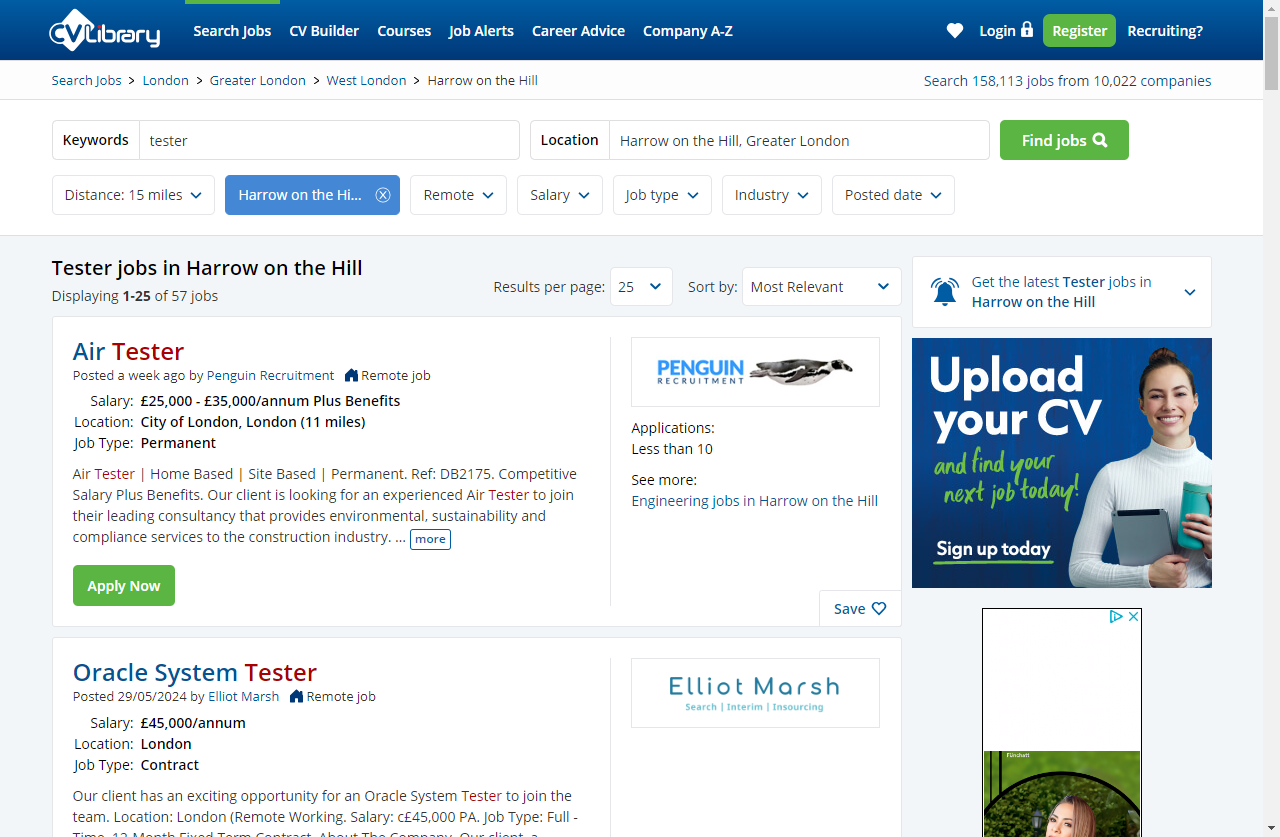 CVLibrary
Search Jobs CV Builder Courses Job Alerts Career Advice Company A-Z Login Register Recruiting?
Search Jobs > London > Greater London > West London > Harrow on the Hill
Search 158,113 jobs from 10,022 companies
Keywords tester Location Harrow on the Hill, Greater London Find jobs
Distance: 15 miles Harrow on the Hi... Remote Salary Job type Industry Posted date
Tester jobs in Harrow on the Hill
Displaying 1-25 of 57 jobs
Results per page: 25 Sort by: Most Relevant
Get the latest Tester jobs in
Harrow on the Hill
Air Tester
Posted a week ago by Penguin Recruitment Remote job
Salary: £25,000 - £35,000/annum Plus Benefits
Location: City of London, London (11 miles)
Job Type: Permanent
Air Tester | Home Based | Site Based | Permanent. Ref: DB2175. Competitive
Salary Plus Benefits. Our client is looking for an experienced Air Tester to join
their leading consultancy that provides environmental, sustainability and
compliance services to the construction industry. ... more
Apply Now
PENGUIN
RECRUITMENT
Applications:
Less than 10
See more:
Engineering jobs in Harrow on the Hill
Save
Upload
your CV
and find your
next job today!
Sign up today
Oracle System Tester
Posted 29/05/2024 by Elliot Marsh Remote job
Salary: £45,000/annum
Location: London
Job Type: Contract
Our client has an exciting opportunity for an Oracle System Tester to join the
team. Location: London (Remote Working. Salary: c£45,000 PA. Job Type: Full -
Time, 12 Month Fixed Term Contract. About The Company: Our client, a
Elliot Marsh
Search | Interim | Insourcing
Flirtchatt